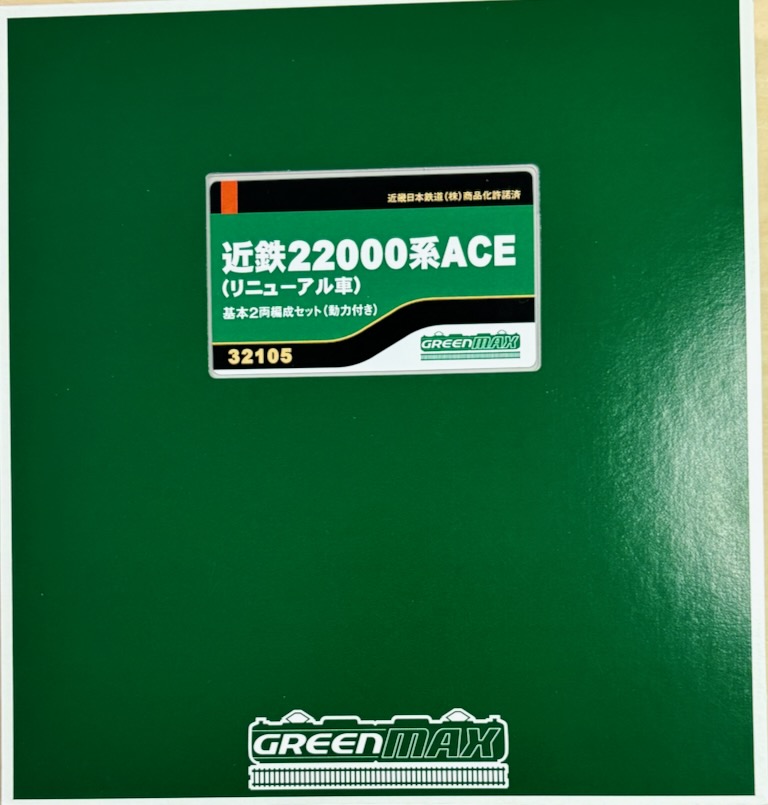 近畿日本鉄道(株)商品化許諾済
近鉄22000系ACE
(リニューアル車)
基本2両編成セット(動力付き)
32105
GREENMAX
GREENMAX